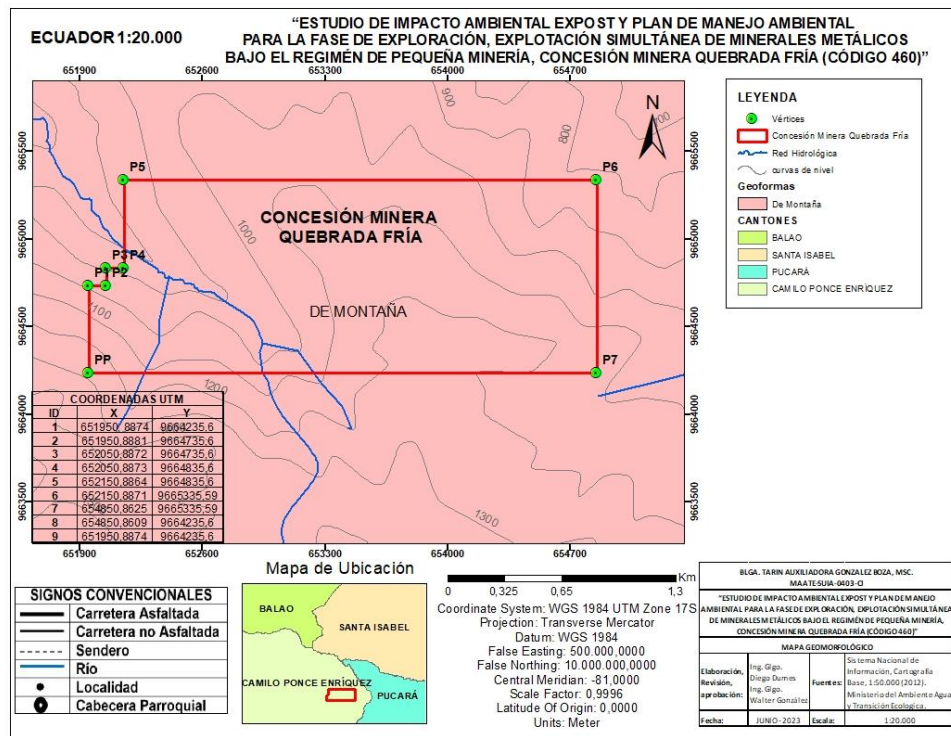 ECUADOR 1:20.000
“ESTUDIO DE IMPACTO AMBIENTAL EXPOST Y PLAN DE MANEJO AMBIENTAL
PARA LA FASE DE EXPLORACIÓN, EXPLOTACIÓN SIMULTÁNEA DE MINERALES METÁLICOS
BAJO EL REGIMÉN DE PEQUEÑA MINERÍA, CONCESIÓN MINERA QUEBRADA FRÍA (CÓDIGO 460)”
651900 652600 653300 654000 654700
9665500 9665000 9664500 9664000 9663500
9665500 9665000 9664500 9664000 9663500
N
900
800
700
P5
P6
CONCESIÓN MINERA
QUEBRADA FRÍA
1000
P3 P4
P1 P2
1100
DE MONTAÑA
PP
P7
1200
1300
COORDENADAS UTM
ID X Y
1 651950,8874 9664235,6
2 651950,8881 9664735,6
3 652050,8872 9664735,6
4 652050,8873 9664835,6
5 652150,8864 9664835,6
6 652150,8871 9665335,59
7 654850,8625 9665335,59
8 654850,8609 9664235,6
9 651950,8874 9664235,6
651900 652600 653300 654000 654700
LEYENDA
Vértices
Concesión Minera Quebrada Fría
Red Hidrológica
curvas de nivel
Geoformas
De Montaña
CANTONES
BALAO
SANTA ISABEL
PUCARÁ
CAMILO PONCE ENRÍQUEZ
SIGNOS CONVENCIONALES
Carretera Asfaltada
Carretera no Asfaltada
Sendero
Río
Localidad
Cabecera Parroquial
Mapa de Ubicación
BALAO
SANTA ISABEL
CAMILO PONCE ENRÍQUEZ
PUCARÁ
Km
0 0,325 0,65 1,3
Coordinate System: WGS 1984 UTM Zone 17S
Projection: Transverse Mercator
Datum: WGS 1984
False Easting: 500.000,0000
False Northing: 10.000.000,0000
Central Meridian: -81,0000
Scale Factor: 0,9996
Latitude Of Origin: 0,0000
Units: Meter
BLGA. TARIN AUXILIADORA GONZALEZ BOZA, MSC.
MAATE-SUIA-0403-CI
“ESTUDIO DE IMPACTO AMBIENTAL EXPOST Y PLAN DE MANEJO
AMBIENTAL PARA LA FASE DE EXPLORACIÓN, EXPLOTACIÓN SIMULTÁNEA
DE MINERALES METÁLICOS BAJO EL REGIMÉN DE PEQUEÑA MINERÍA,
CONCESIÓN MINERA QUEBRADA FRÍA (CÓDIGO 460)”
MAPA GEOMORFOLÓGICO
Elaboración, Revisión, aprobación:
Ing. Glgo.
Diego Dumes
Ing. Glgo.
Walter González
Fuentes:
Sistema Nacional de
Información, Cartografía
Base, 1:50.000 (2012).
Ministerio del Ambiente Agua
y Transición Ecologica.
Fecha: JUNIO - 2023 Escala: 1:20.000